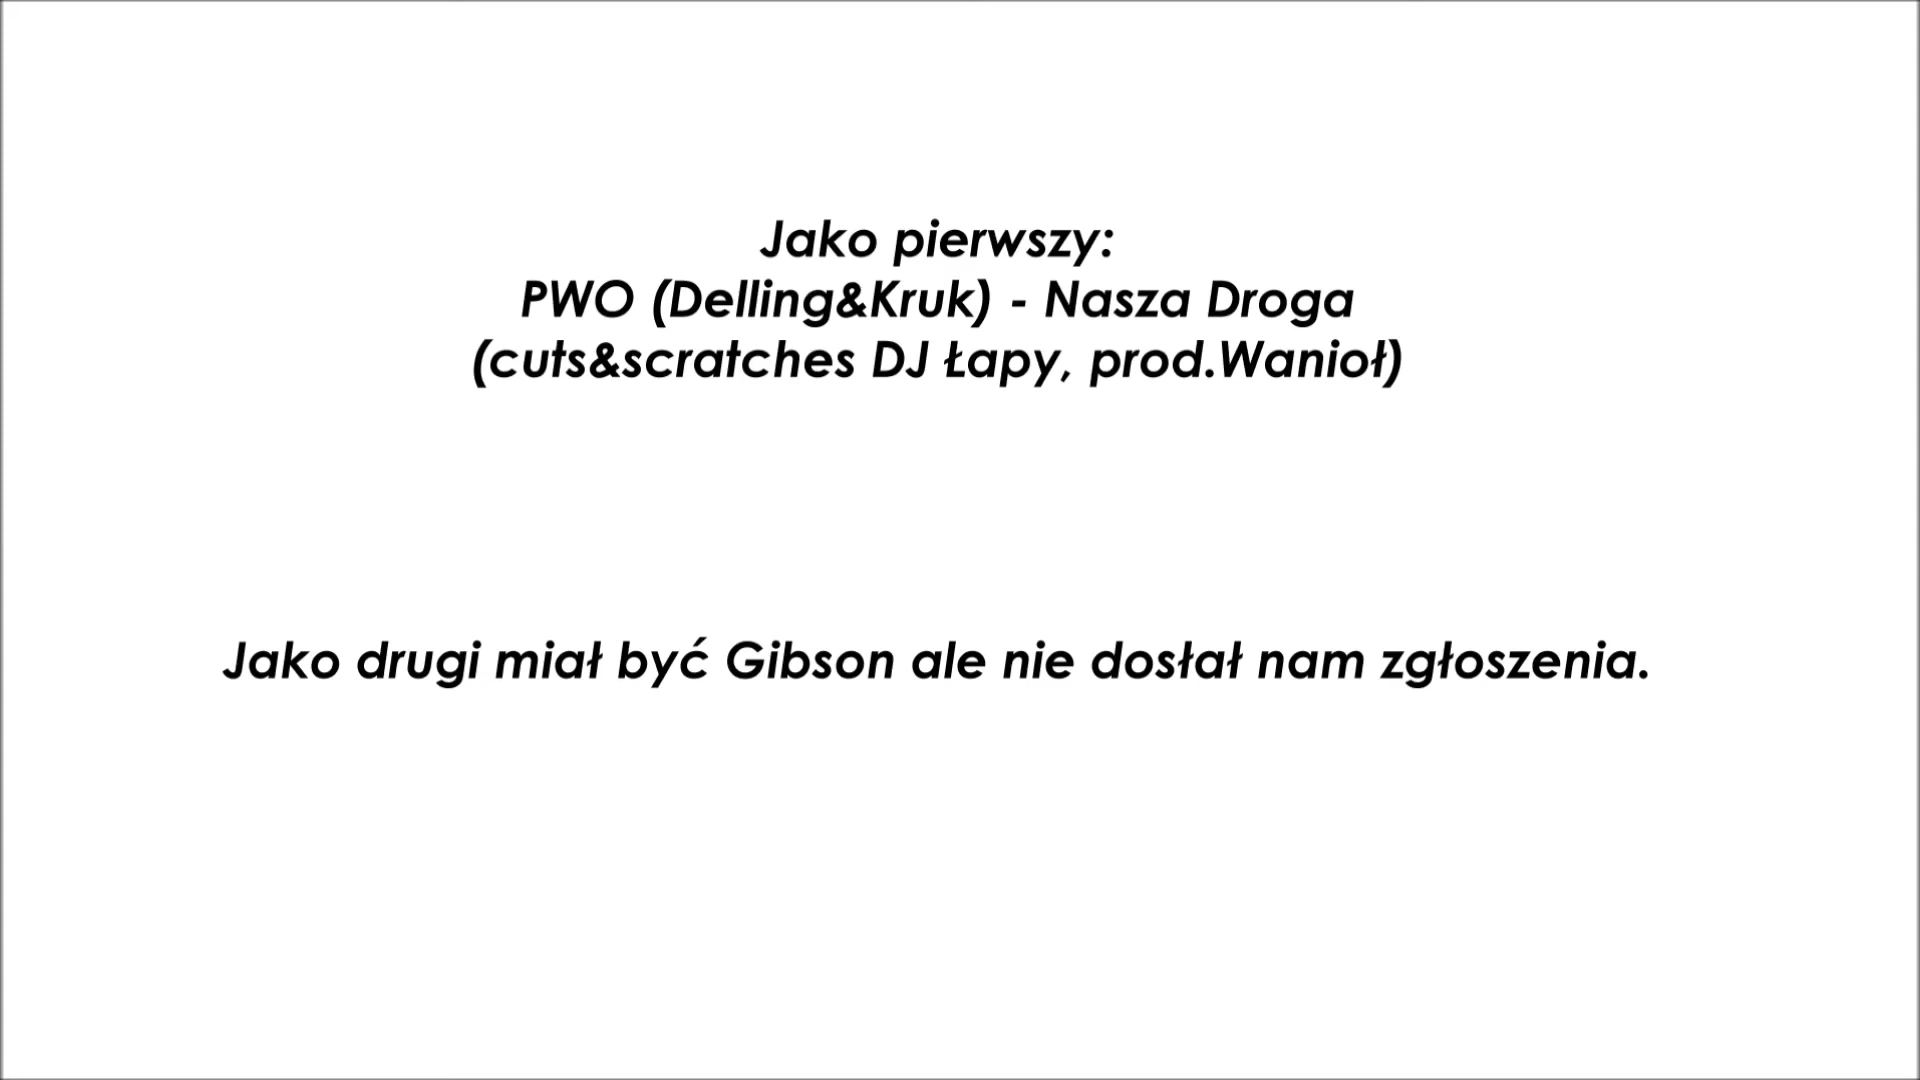 Jako pierwszy:
PWO (Delling&Kruk) - Nasza Droga
(cuts&scratches DJ Łapy, prod.Wanioł)
Jako drugi miał być Gibson ale nie dosłał nam zgłoszenia.